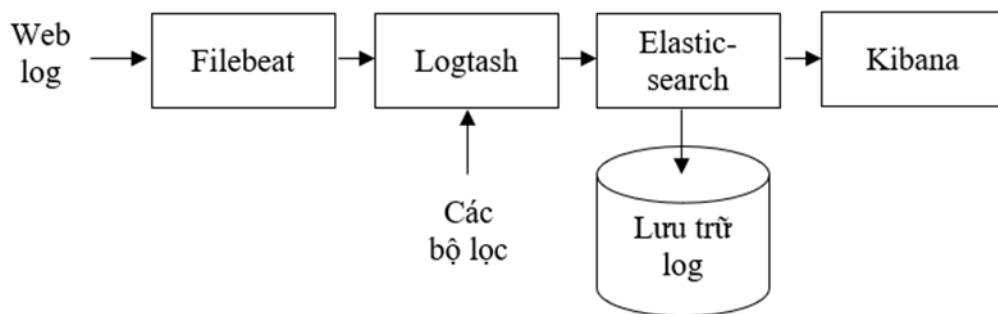 Web
log
Filebeat
Logtash
Elastic-
search
Kibana
Các
bộ lọc
Lưu trữ
log